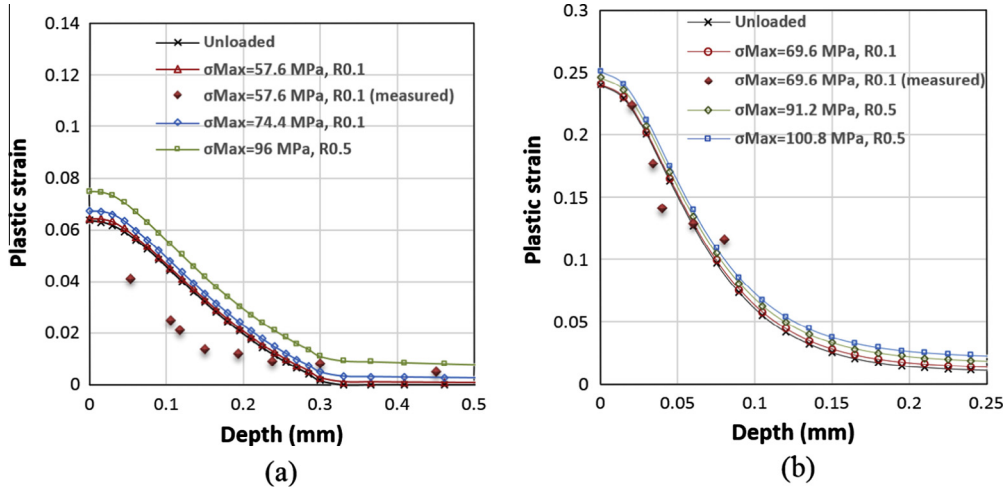 0.14
0.12
0.1
0.08
0.06
0.04
0.02
0
Plastic strain
Unloaded
σMax=57.6 MPa, R0.1
σMax=57.6 MPa, R0.1 (measured)
σMax=74.4 MPa, R0.1
σMax=96 MPa, R0.5
0 0.1 0.2 0.3 0.4 0.5
Depth (mm)
(a)
0.3
0.25
0.2
0.15
0.1
0.05
0
Plastic strain
Unloaded
σMax=69.6 MPa, R0.1
σMax=69.6 MPa, R0.1 (measured)
σMax=91.2 MPa, R0.5
σMax=100.8 MPa, R0.5
0 0.05 0.1 0.15 0.2 0.25
Depth (mm)
(b)